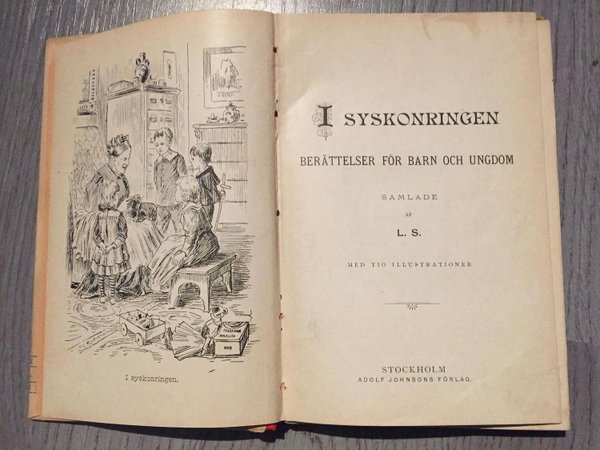 I syskonringen.
I SYSKONRINGEN
BERÄTTELSER FÖR BARN OCH UNGDOM
SAMLADE
AF
L. S.
MED TIO ILLUSTRATIONER
STOCKHOLM
ADOLF JOHNSONS FÖRLAG.